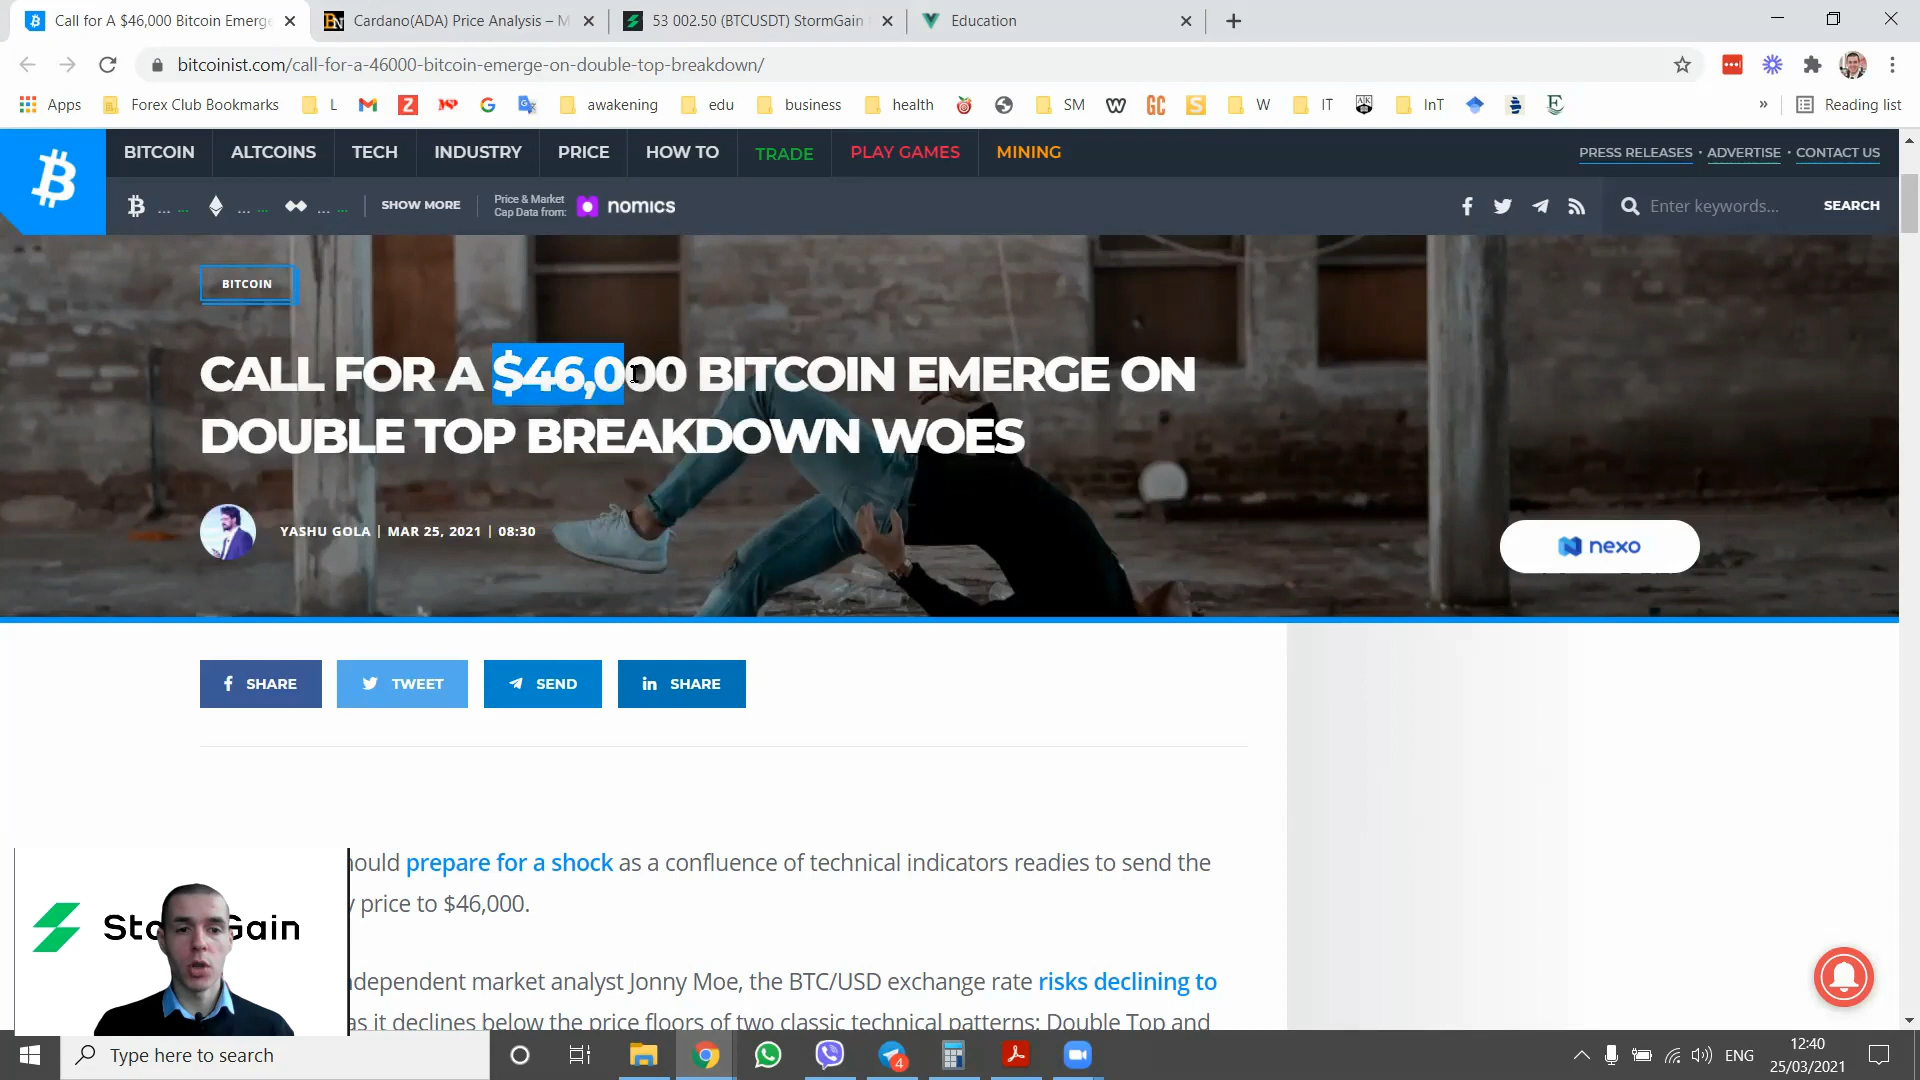 Call for A $46,000 Bitcoin Emerge
Cardano(ADA) Price Analysis – M
53 002.50 (BTCUSDT) StormGain
Education
bitcoinist.com/call-for-a-46000-bitcoin-emerge-on-double-top-breakdown/
Apps
Forex Club Bookmarks
L
awakening
edu
business
health
SM
W
IT
InT
»
Reading list
BITCOIN
ALTCOINS
TECH
INDUSTRY
PRICE
HOW TO
TRADE
PLAY GAMES
MINING
PRESS RELEASES • ADVERTISE • CONTACT US
... ...
... ...
... ...
SHOW MORE
Price & Market
Cap Data from:
nomics
Enter keywords...
SEARCH
BITCOIN
CALL FOR A $46,000 BITCOIN EMERGE ON
DOUBLE TOP BREAKDOWN WOES
YASHU GOLA | MAR 25, 2021 | 08:30
nexo
SHARE
TWEET
SEND
SHARE
hould prepare for a shock as a confluence of technical indicators readies to send the
price to $46,000.
dependent market analyst Jonny Moe, the BTC/USD exchange rate risks declining to
as it declines below the price floors of two classic technical patterns: Double Top and
Sto Gain
Type here to search
4
ENG
12:40
25/03/2021